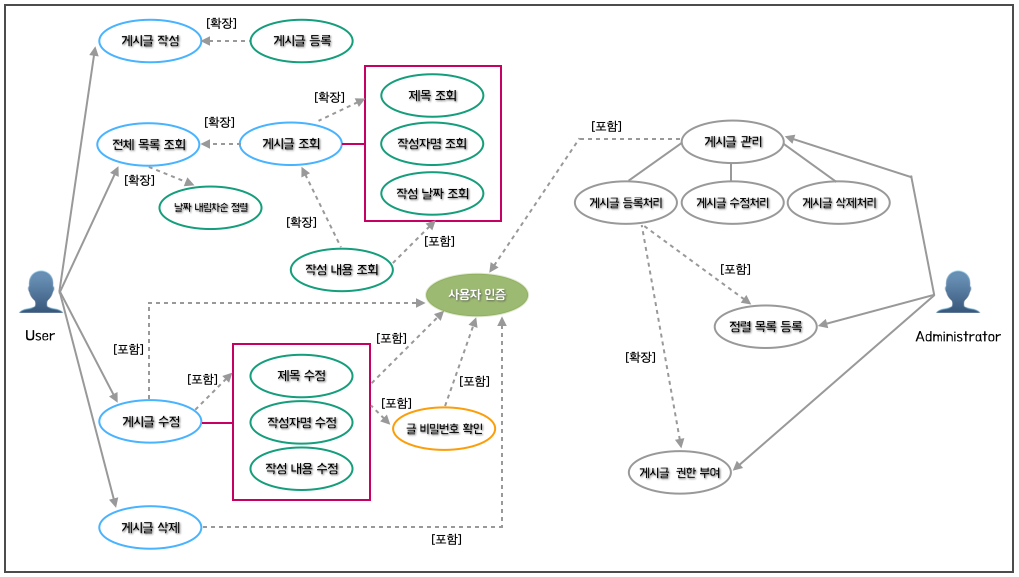 게시글 작성
[확장]
게시글 등록
전체 목록 조회
[확장]
게시글 조회
[확장]
제목 조회
작성자명 조회
작성 날짜 조회
[확장]
날짜 내림차순 정렬
[확장]
작성 내용 조회
[포함]
사용자 인증
User
[포함]
[포함]
게시글 수정
제목 수정
작성자명 수정
작성 내용 수정
[포함]
[포함]
[포함]
글 비밀번호 확인
게시글 삭제
[포함]
[포함]
게시글 관리
게시글 등록처리
게시글 수정처리
게시글 삭제처리
[포함]
정렬 목록 등록
[확장]
게시글 권한 부여
Administrator